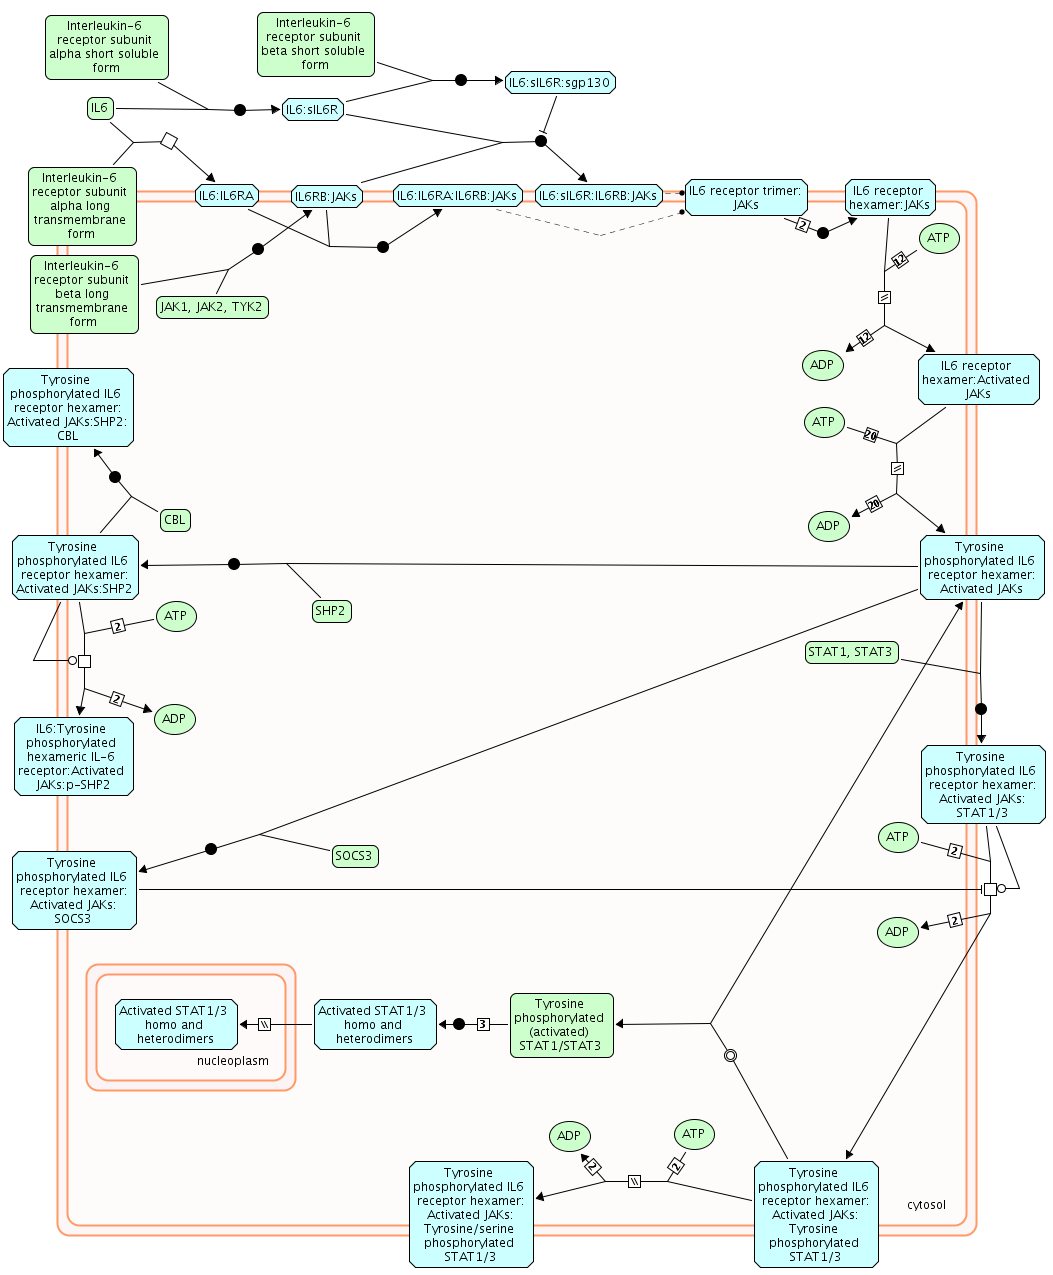 Interleukin-6
receptor subunit
alpha short soluble
form
Interleukin-6
receptor subunit
beta short soluble
form
IL6:sIL6R:sgp130
IL6
IL6:sIL6R
Interleukin-6
receptor subunit
alpha long
transmembrane
form
IL6:IL6RA
IL6RB:JAKs
IL6:IL6RA:IL6RB:JAKs
IL6:sIL6R:IL6RB:JAKs
IL6 receptor trimer:
JAKs
IL6 receptor
hexamer:JAKs
2
ATP
12
Interleukin-6
receptor subunit
beta long
transmembrane
form
JAK1, JAK2, TYK2
12
ADP
IL6 receptor
hexamer:Activated
JAKs
Tyrosine
phosphorylated IL6
receptor hexamer:
Activated JAKs:SHP2:
CBL
ATP
20
20
ADP
CBL
Tyrosine
phosphorylated IL6
receptor hexamer:
Activated JAKs:SHP2
Tyrosine
phosphorylated IL6
receptor hexamer:
Activated JAKs
SHP2
ATP
2
STAT1, STAT3
2
ADP
IL6:Tyrosine
phosphorylated
hexameric IL-6
receptor:Activated
JAKs:p-SHP2
Tyrosine
phosphorylated IL6
receptor hexamer:
Activated JAKs:
STAT1/3
ATP
2
SOCS3
Tyrosine
phosphorylated IL6
receptor hexamer:
Activated JAKs:
SOCS3
2
ADP
Activated STAT1/3
homo and
heterodimers
nucleoplasm
Activated STAT1/3
homo and
heterodimers
3
Tyrosine
phosphorylated
(activated)
STAT1/STAT3
ADP
ATP
2
2
Tyrosine
phosphorylated IL6
receptor hexamer:
Activated JAKs:
Tyrosine/serine
phosphorylated
STAT1/3
Tyrosine
phosphorylated IL6
receptor hexamer:
Activated JAKs:
Tyrosine
phosphorylated
STAT1/3
cytosol